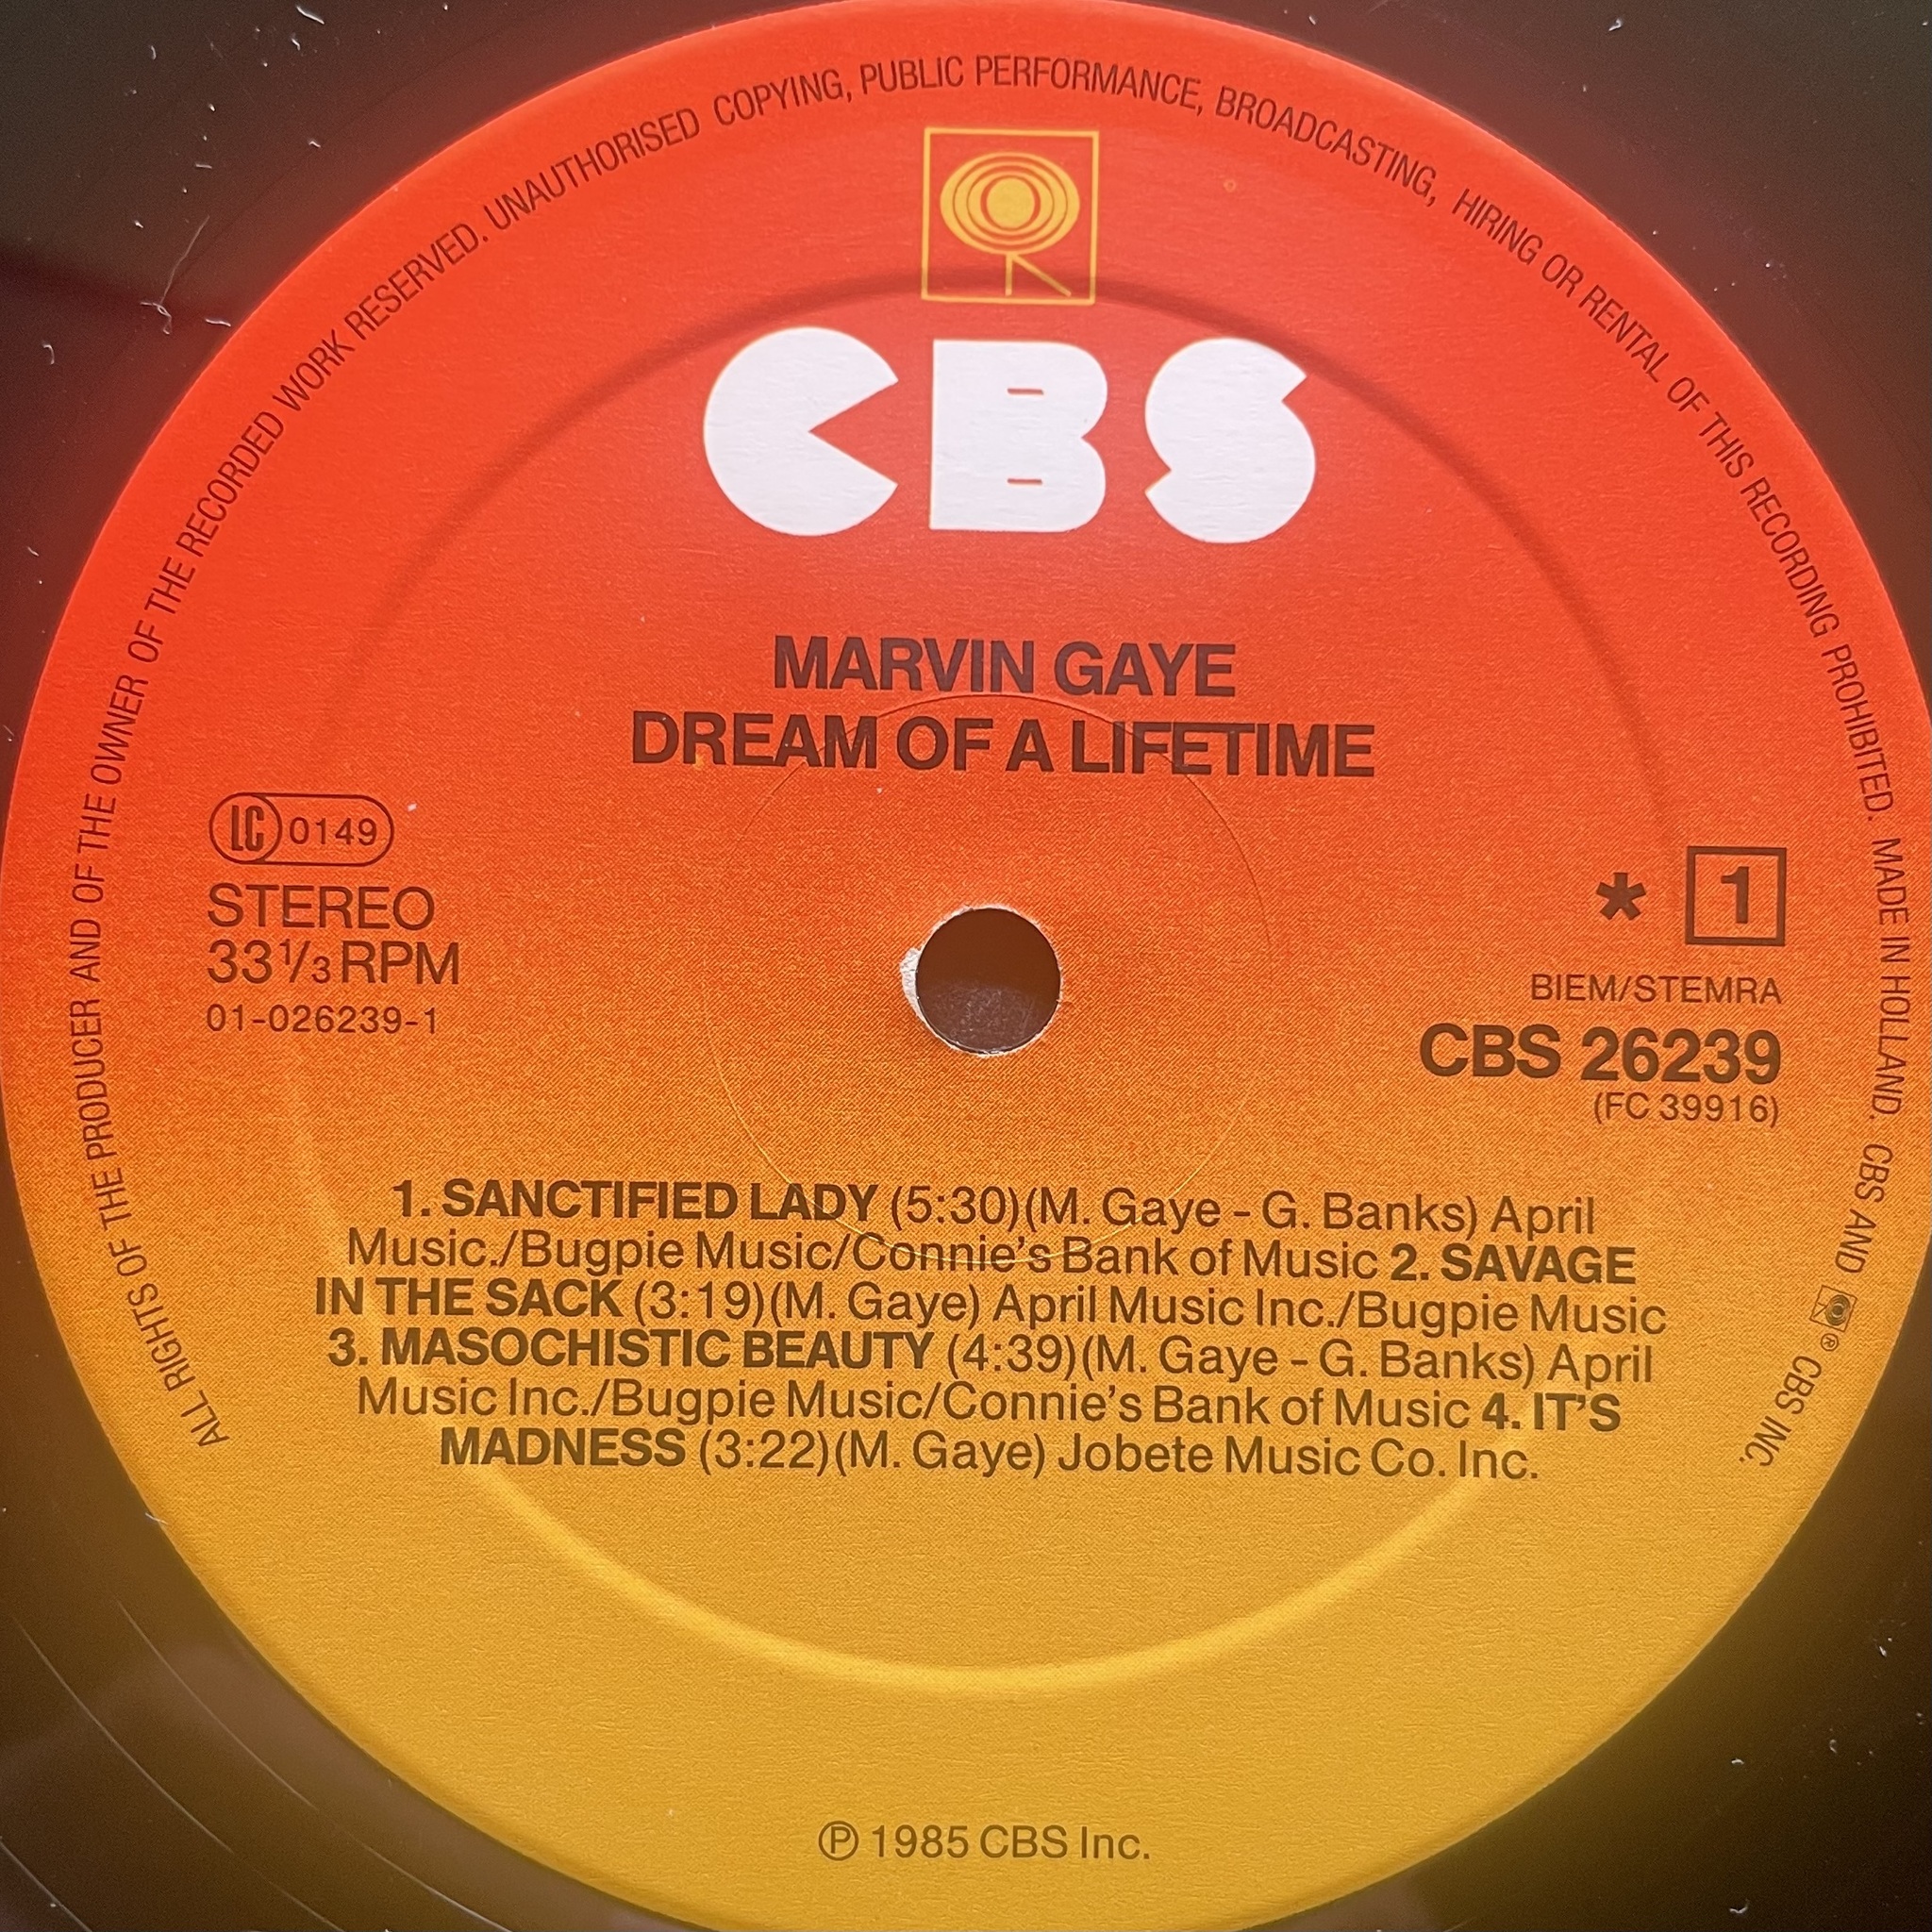 ALL RIGHTS OF THE PRODUCER AND OF THE OWNER OF THE RECORDED WORK RESERVED. UNAUTHORISED COPYING, PUBLIC PERFORMANCE, BROADCASTING, HIRING OR RENTAL OF THIS RECORDING PROHIBITED. MADE IN HOLLAND. CBS AND ® CBS INC.
CBS
MARVIN GAYE
DREAM OF A LIFETIME
LC 0149
STEREO
33 1/3 RPM
01-026239-1
* 1
BIEM/STEMRA
CBS 26239
(FC 39916)
1. SANCTIFIED LADY (5:30)(M. Gaye - G. Banks) April
Music./Bugpie Music/Connie's Bank of Music 2. SAVAGE
IN THE SACK (3:19)(M. Gaye) April Music Inc./Bugpie Music
3. MASOCHISTIC BEAUTY (4:39)(M. Gaye - G. Banks) April
Music Inc./Bugpie Music/Connie's Bank of Music 4. IT'S
MADNESS (3:22)(M. Gaye) Jobete Music Co. Inc.
℗ 1985 CBS Inc.